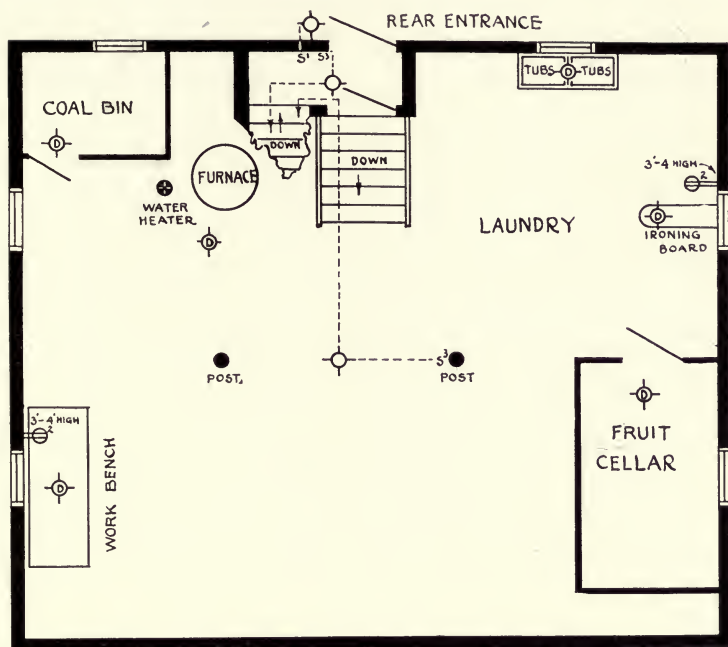 REAR ENTRANCE
S¹ S³
TUBS D TUBS
COAL BIN
D
DOWN
DOWN
3'-4 HIGH
2
FURNACE
WATER
HEATER
D
LAUNDRY
D
IRONING
BOARD
POST.
S³
POST
D
FRUIT
CELLAR
3'-4' HIGH
2
D
WORK BENCH